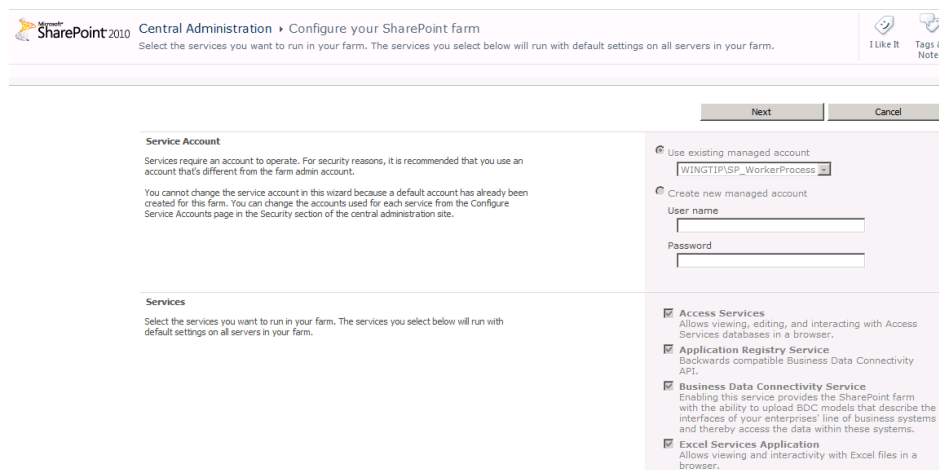 Microsoft
SharePoint 2010
Central Administration ▸ Configure your SharePoint farm
Select the services you want to run in your farm. The services you select below will run with default settings on all servers in your farm.
I Like It
Tags &
Note
Next
Cancel
Service Account
Services require an account to operate. For security reasons, it is recommended that you use an
account that's different from the farm admin account.
You cannot change the service account in this wizard because a default account has already been
created for this farm. You can change the accounts used for each service from the Configure
Service Accounts page in the Security section of the central administration site.
Use existing managed account
WINGTIP\SP_WorkerProcess
Create new managed account
User name
Password
Services
Select the services you want to run in your farm. The services you select below will run with
default settings on all servers in your farm.
Access Services
Allows viewing, editing, and interacting with Access
Services databases in a browser.
Application Registry Service
Backwards compatible Business Data Connectivity
API.
Business Data Connectivity Service
Enabling this service provides the SharePoint farm
with the ability to upload BDC models that describe the
interfaces of your enterprises' line of business systems
and thereby access the data within these systems.
Excel Services Application
Allows viewing and interactivity with Excel files in a
browser.